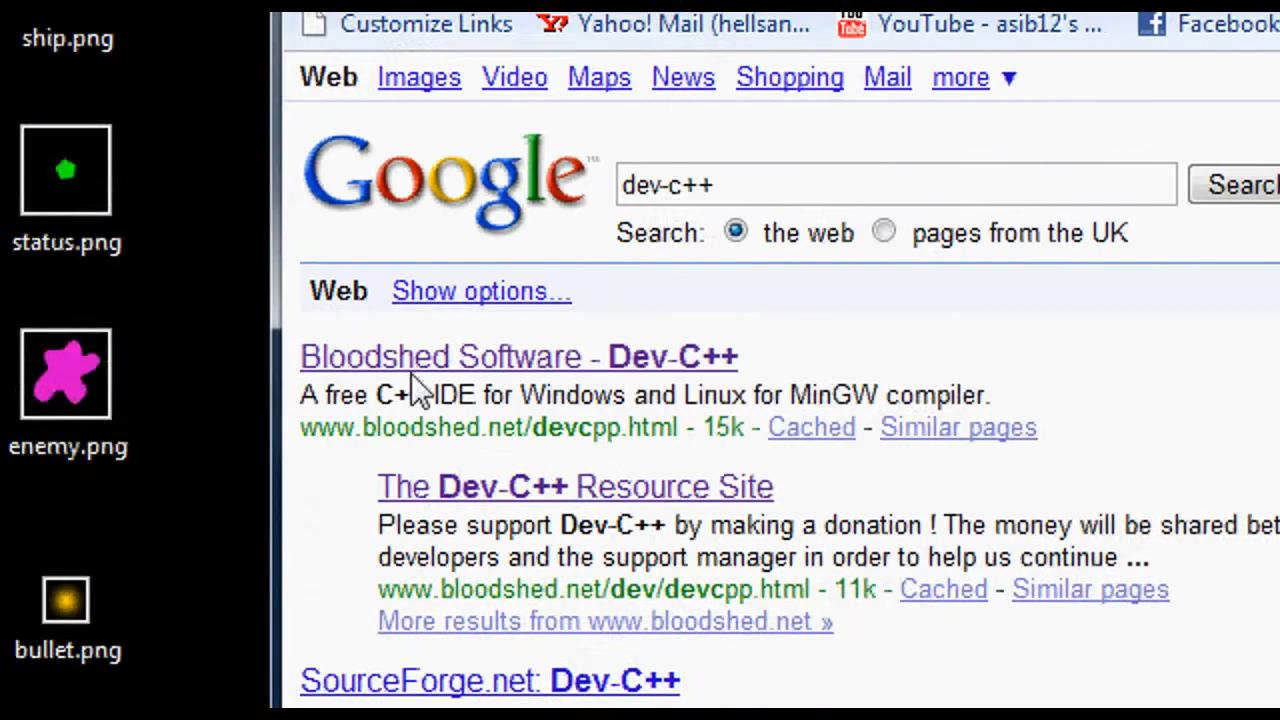 ship.png
status.png
enemy.png
bullet.png
Customize Links Yahoo! Mail (hellsan... You Tube YouTube - asib12's ... Facebook
Web Images Video Maps News Shopping Mail more ▼
Google™ dev-c++ Search
Search: the web pages from the UK
Web Show options...
Bloodshed Software - Dev-C++
A free C+ IDE for Windows and Linux for MinGW compiler.
www.bloodshed.net/devcpp.html - 15k - Cached - Similar pages
The Dev-C++ Resource Site
Please support Dev-C++ by making a donation ! The money will be shared bet
developers and the support manager in order to help us continue ...
www.bloodshed.net/dev/devcpp.html - 11k - Cached - Similar pages
More results from www.bloodshed.net »
SourceForge.net: Dev-C++